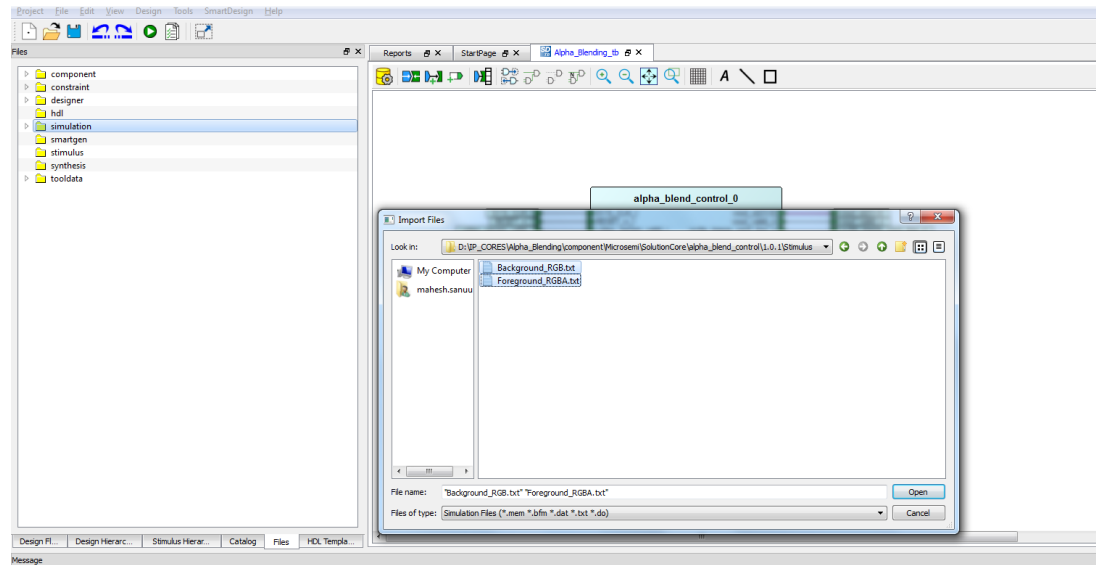 Project File Edit View Design Tools SmartDesign Help
Files
Reports StartPage Alpha_Blending_tb
component
constraint
designer
hdl
simulation
smartgen
stimulus
synthesis
tooldata
A
alpha_blend_control_0
Import Files
Look in: D:\IP_CORES\Alpha_Blending\component\Microsemi\SolutionCore\alpha_blend_control\1.0.1\Stimulus
My Computer
mahesh.sanuu
Background_RGB.txt
Foreground_RGBA.txt
File name: "Background_RGB.txt" "Foreground_RGBA.txt" Open
Files of type: Simulation Files (*.mem *.bfm *.dat *.txt *.do) Cancel
Design Fl... Design Hierarc... Stimulus Hierar... Catalog Files HDL Templa...
Message